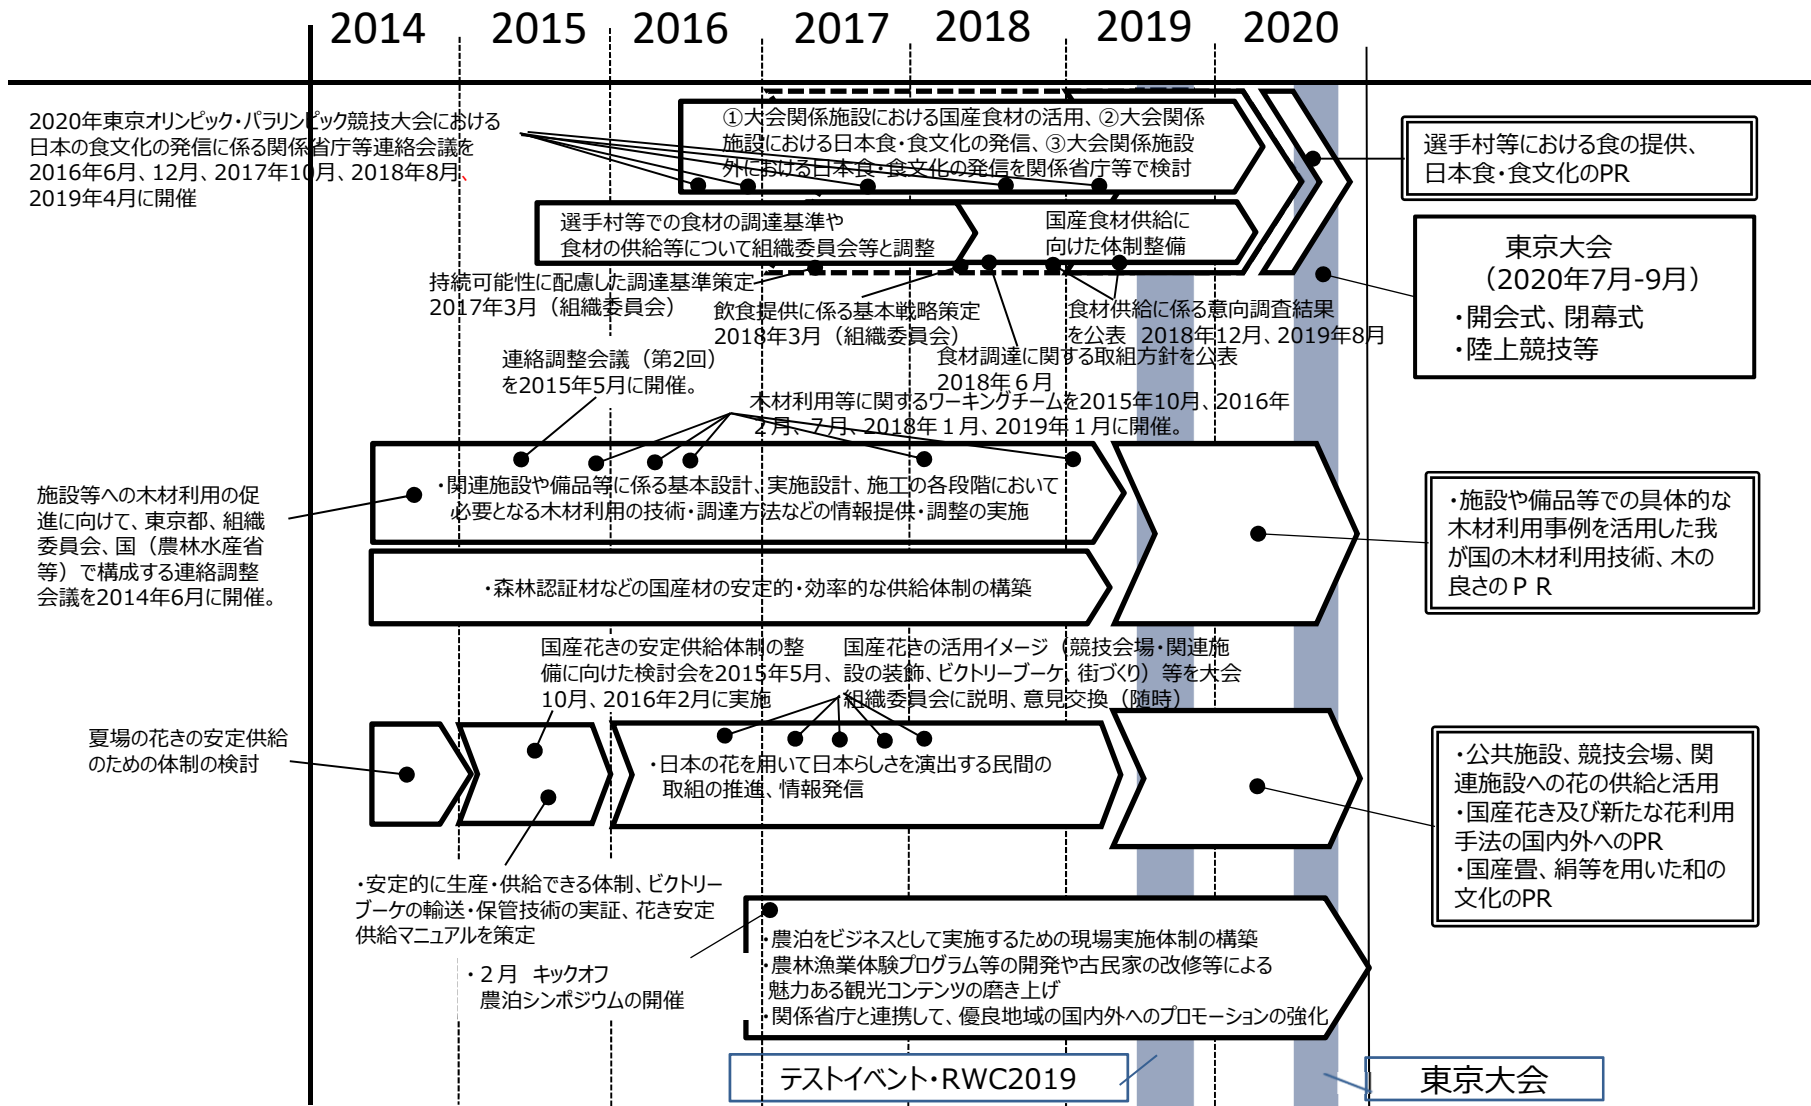 2014 2015 2016 2017 2018 2019 2020
2020年東京オリンピック・パラリンピック競技大会における
日本の食文化の発信に係る関係省庁等連絡会議を
2016年6月、12月、2017年10月、2018年8月、
2019年4月に開催
①大会関係施設における国産食材の活用、②大会関係
施設における日本食・食文化の発信、③大会関係施設
外における日本食・食文化の発信を関係省庁等で検討
選手村等における食の提供、
日本食・食文化のPR
選手村等での食材の調達基準や
食材の供給等について組織委員会等と調整
国産食材供給に
向けた体制整備
東京大会
（2020年7月-9月）
・開会式、閉幕式
・陸上競技等
持続可能性に配慮した調達基準策定
2017年3月（組織委員会）
飲食提供に係る基本戦略策定
2018年3月（組織委員会）
食材供給に係る意向調査結果
を公表 2018年12月、2019年8月
食材調達に関する取組方針を公表
2018年６月
連絡調整会議（第2回）
を2015年5月に開催。
木材利用等に関するワーキングチームを2015年10月、2016年
２月、７月、2018年１月、2019年１月に開催。
施設等への木材利用の促
進に向けて、東京都、組織
委員会、国（農林水産省
等）で構成する連絡調整
会議を2014年6月に開催。
・関連施設や備品等に係る基本設計、実施設計、施工の各段階において
必要となる木材利用の技術・調達方法などの情報提供・調整の実施
・森林認証材などの国産材の安定的・効率的な供給体制の構築
・施設や備品等での具体的な
木材利用事例を活用した我
が国の木材利用技術、木の
良さのＰＲ
国産花きの安定供給体制の整
備に向けた検討会を2015年5月、
10月、2016年2月に実施
国産花きの活用イメージ（競技会場・関連施
設の装飾、ビクトリーブーケ、街づくり）等を大会
組織委員会に説明、意見交換（随時）
夏場の花きの安定供給
のための体制の検討
・日本の花を用いて日本らしさを演出する民間の
取組の推進、情報発信
・公共施設、競技会場、関
連施設への花の供給と活用
・国産花き及び新たな花利用
手法の国内外へのPR
・国産畳、絹等を用いた和の
文化のPR
・安定的に生産・供給できる体制、ビクトリー
ブーケの輸送・保管技術の実証、花き安定
供給マニュアルを策定
・２月　キックオフ
農泊シンポジウムの開催
・農泊をビジネスとして実施するための現場実施体制の構築
・農林漁業体験プログラム等の開発や古民家の改修等による
魅力ある観光コンテンツの磨き上げ
・関係省庁と連携して、優良地域の国内外へのプロモーションの強化
テストイベント・RWC2019
東京大会